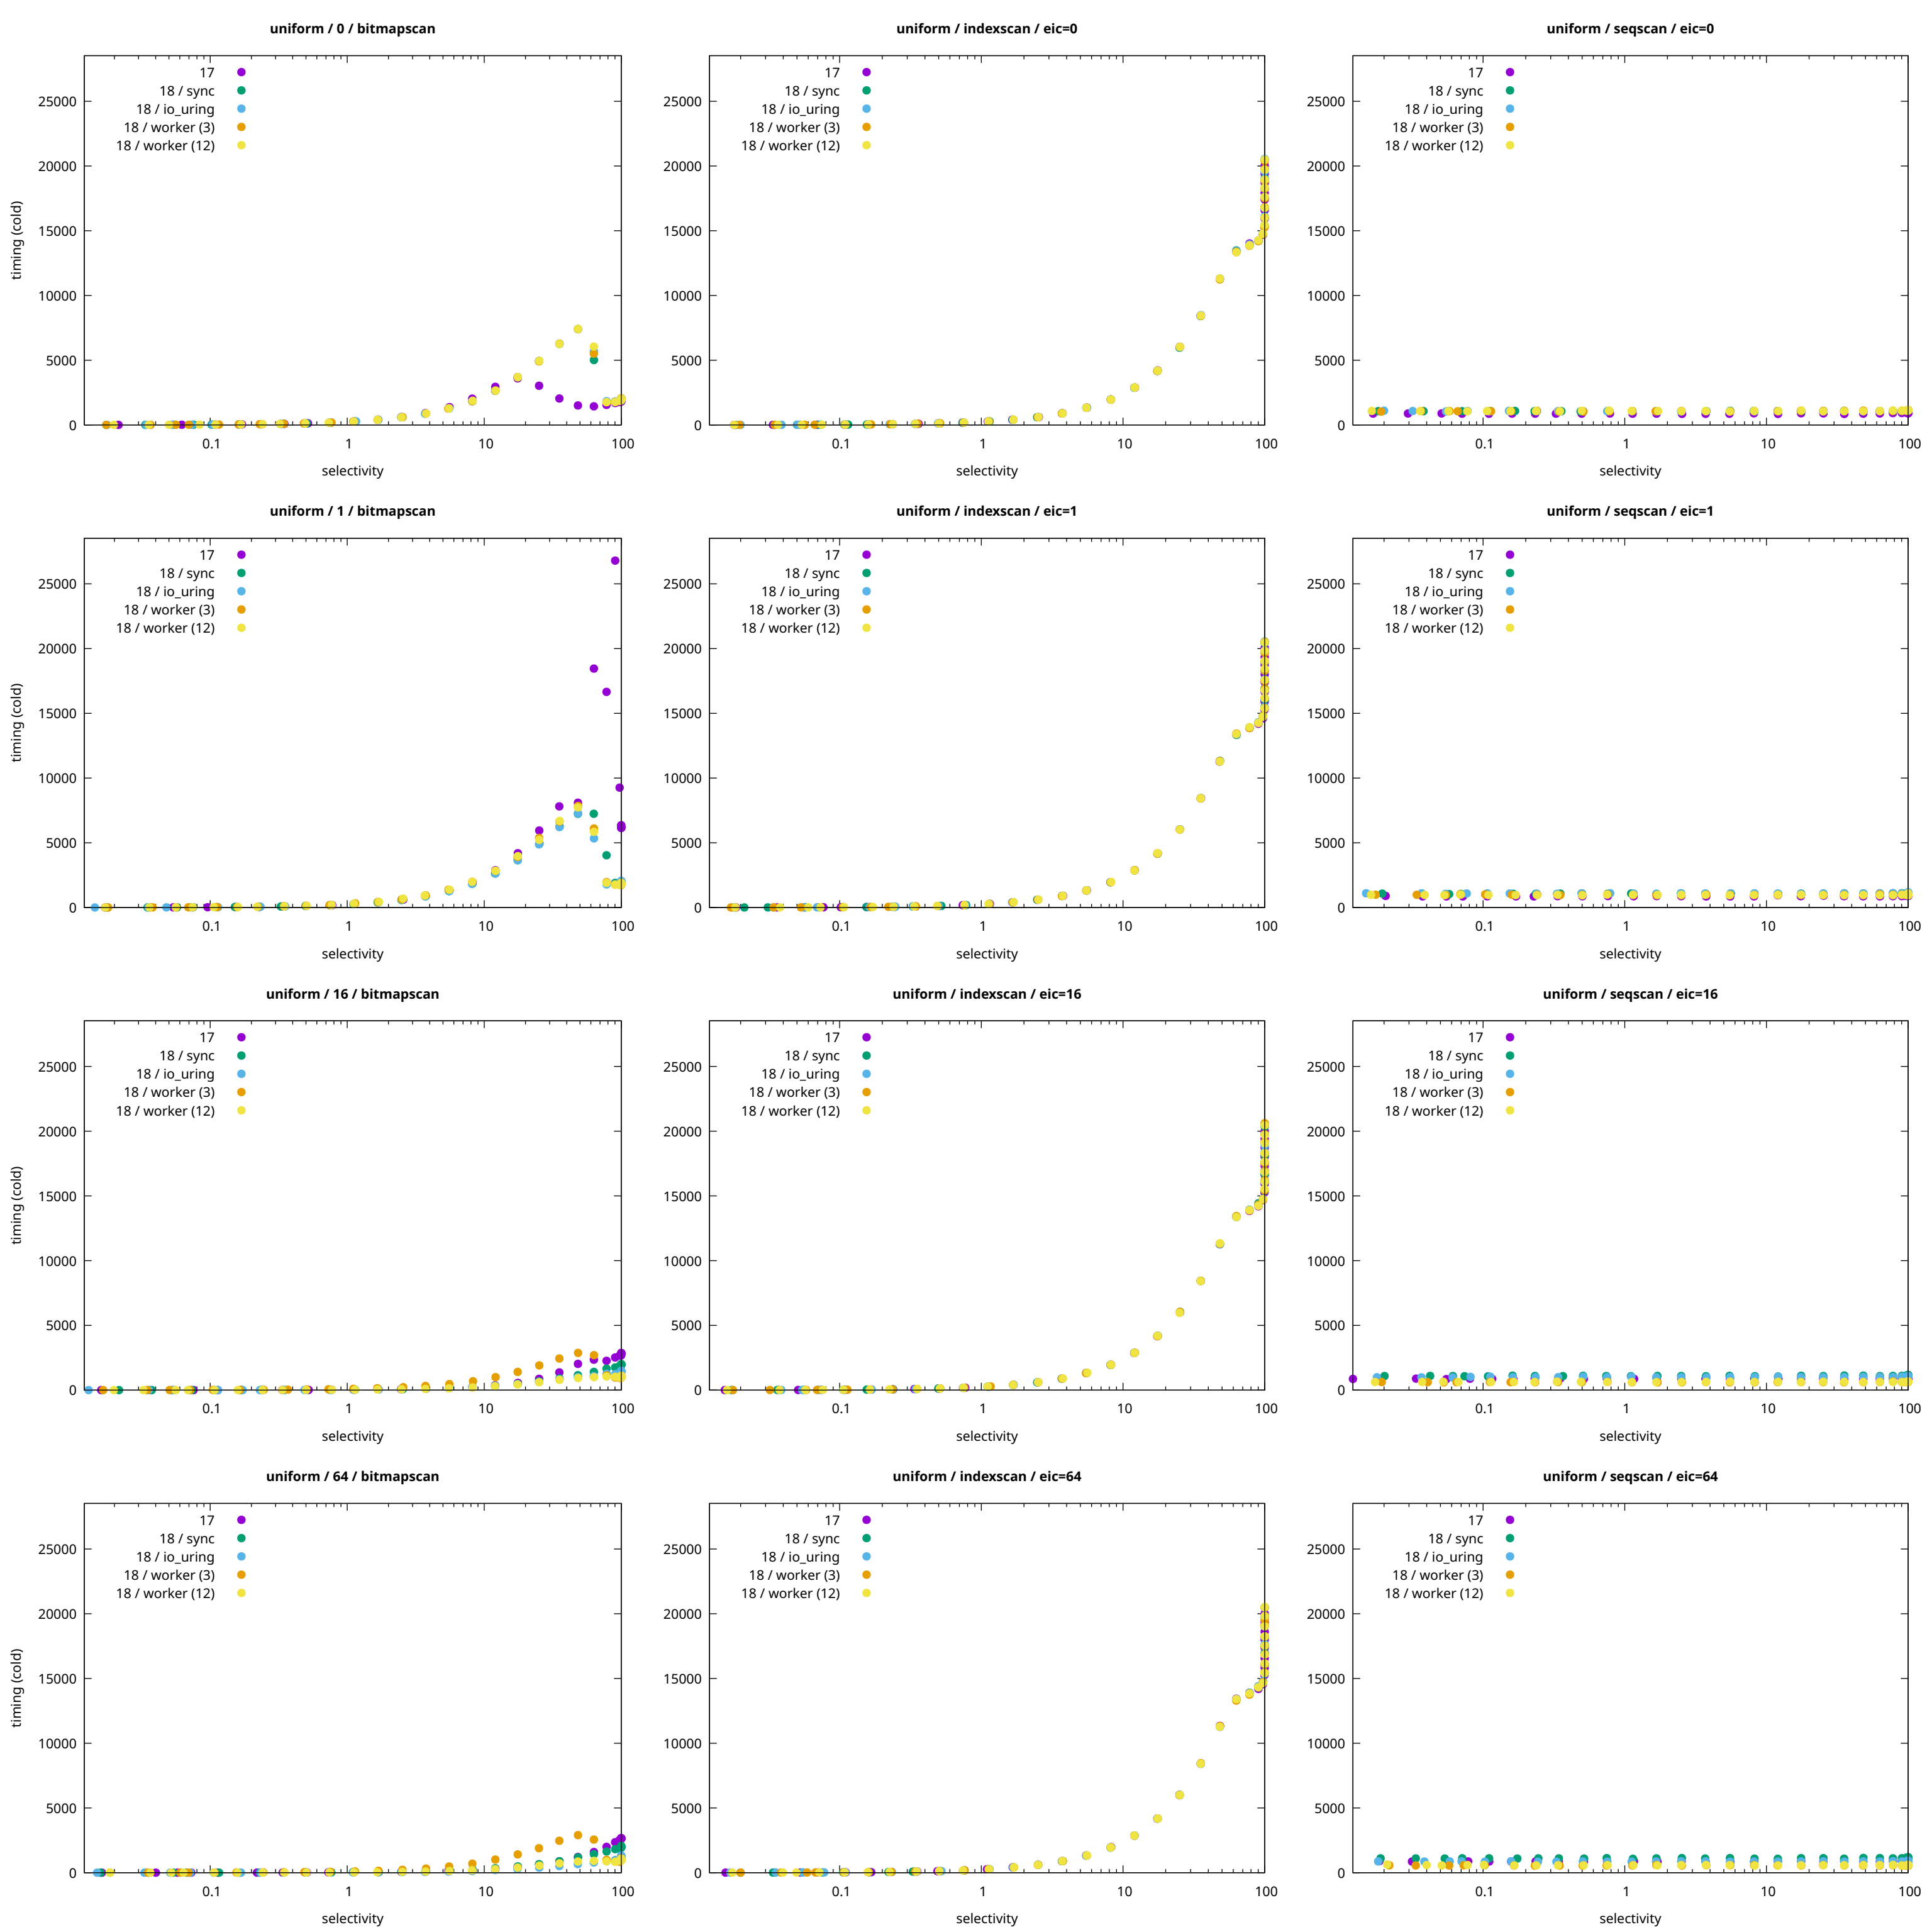 uniform / 0 / bitmapscan
17
18 / sync
18 / io_uring
18 / worker (3)
18 / worker (12)
timing (cold)
25000
20000
15000
10000
5000
0
0.1 1 10 100
selectivity
uniform / indexscan / eic=0
17
18 / sync
18 / io_uring
18 / worker (3)
18 / worker (12)
25000
20000
15000
10000
5000
0
0.1 1 10 100
selectivity
uniform / seqscan / eic=0
17
18 / sync
18 / io_uring
18 / worker (3)
18 / worker (12)
25000
20000
15000
10000
5000
0
0.1 1 10 100
selectivity
uniform / 1 / bitmapscan
17
18 / sync
18 / io_uring
18 / worker (3)
18 / worker (12)
timing (cold)
25000
20000
15000
10000
5000
0
0.1 1 10 100
selectivity
uniform / indexscan / eic=1
17
18 / sync
18 / io_uring
18 / worker (3)
18 / worker (12)
25000
20000
15000
10000
5000
0
0.1 1 10 100
selectivity
uniform / seqscan / eic=1
17
18 / sync
18 / io_uring
18 / worker (3)
18 / worker (12)
25000
20000
15000
10000
5000
0
0.1 1 10 100
selectivity
uniform / 16 / bitmapscan
17
18 / sync
18 / io_uring
18 / worker (3)
18 / worker (12)
timing (cold)
25000
20000
15000
10000
5000
0
0.1 1 10 100
selectivity
uniform / indexscan / eic=16
17
18 / sync
18 / io_uring
18 / worker (3)
18 / worker (12)
25000
20000
15000
10000
5000
0
0.1 1 10 100
selectivity
uniform / seqscan / eic=16
17
18 / sync
18 / io_uring
18 / worker (3)
18 / worker (12)
25000
20000
15000
10000
5000
0
0.1 1 10 100
selectivity
uniform / 64 / bitmapscan
17
18 / sync
18 / io_uring
18 / worker (3)
18 / worker (12)
timing (cold)
25000
20000
15000
10000
5000
0
0.1 1 10 100
selectivity
uniform / indexscan / eic=64
17
18 / sync
18 / io_uring
18 / worker (3)
18 / worker (12)
25000
20000
15000
10000
5000
0
0.1 1 10 100
selectivity
uniform / seqscan / eic=64
17
18 / sync
18 / io_uring
18 / worker (3)
18 / worker (12)
25000
20000
15000
10000
5000
0
0.1 1 10 100
selectivity